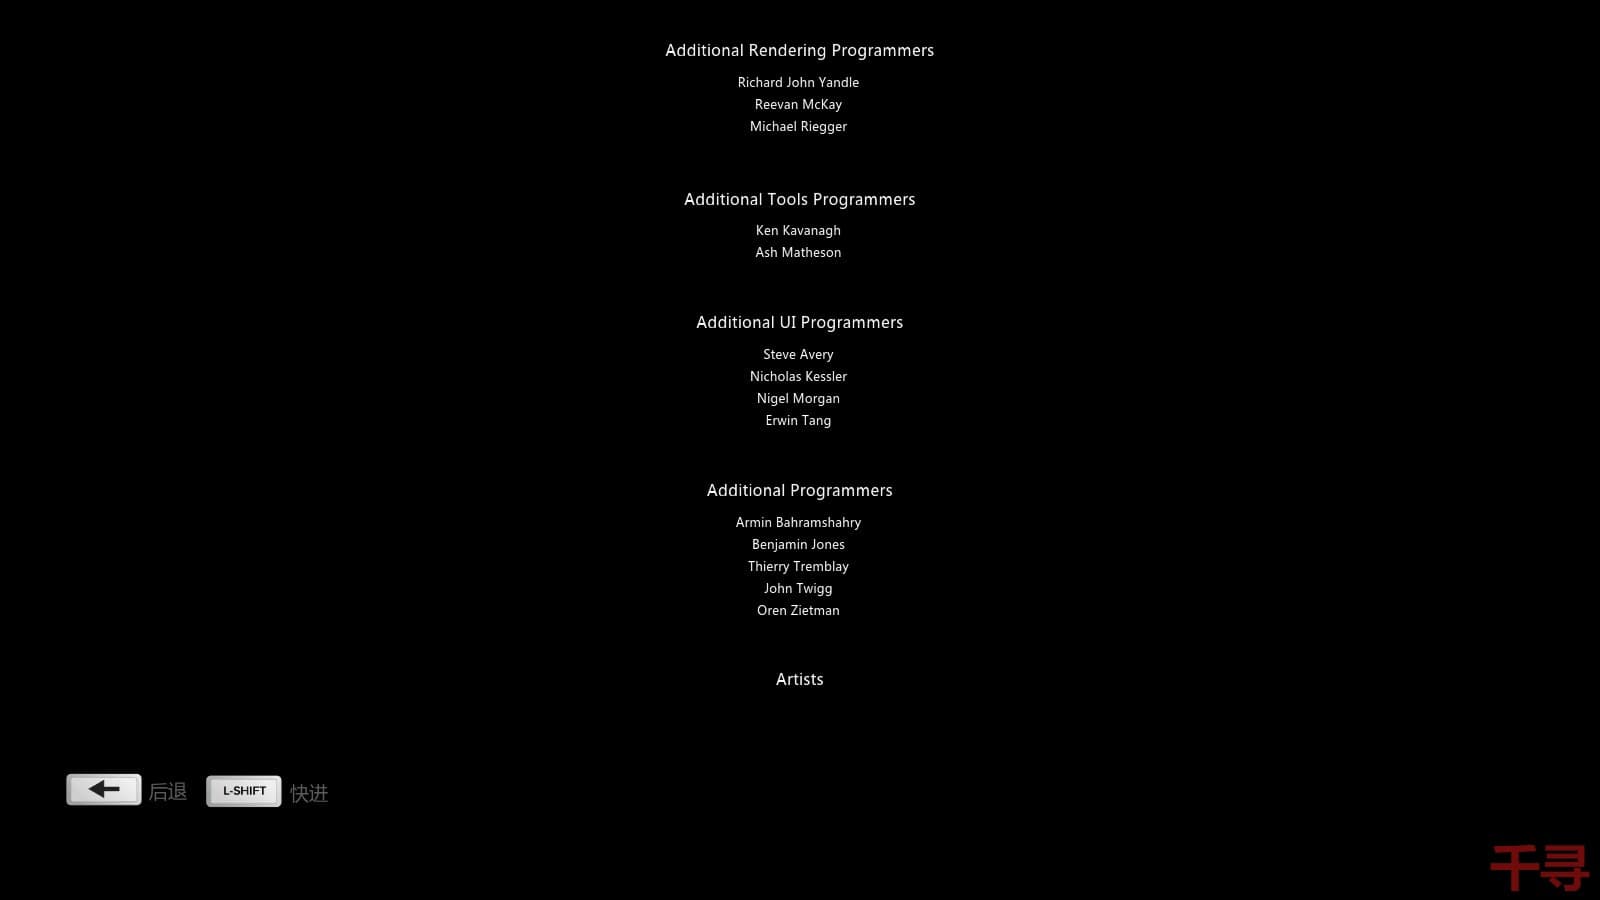 Additional Rendering Programmers
Richard John Yandle
Reevan McKay
Michael Riegger
Additional Tools Programmers
Ken Kavanagh
Ash Matheson
Additional UI Programmers
Steve Avery
Nicholas Kessler
Nigel Morgan
Erwin Tang
Additional Programmers
Armin Bahramshahry
Benjamin Jones
Thierry Tremblay
John Twigg
Oren Zietman
Artists
后退 L-SHIFT 快进
千寻